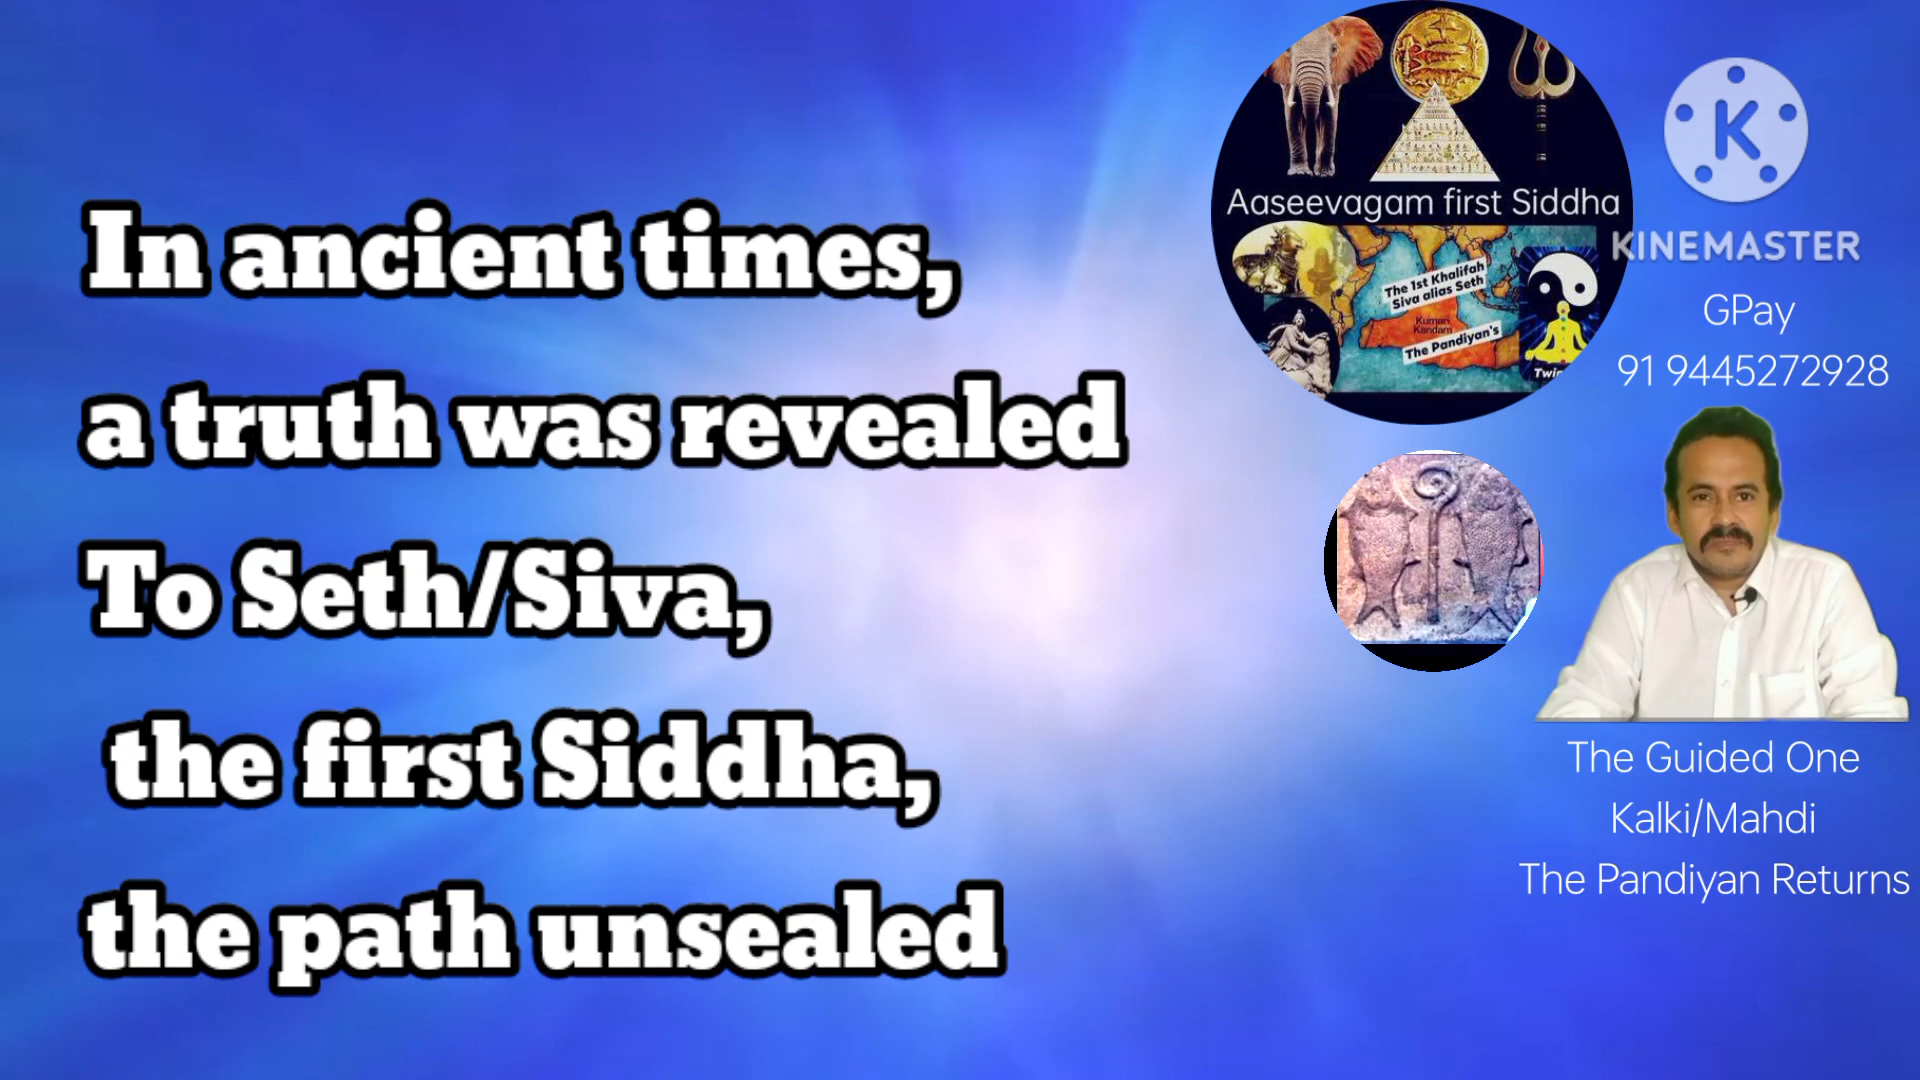 In ancient times,
a truth was revealed
To Seth/Siva,
the first Siddha,
the path unsealed
Aaseevagam first Siddha
The 1st Khalifah
Siva alias Seth
Kumari
Kandam
The Pandiyan's
K
KINEMASTER
GPay
91 9445272928
The Guided One
Kalki/Mahdi
The Pandiyan Returns